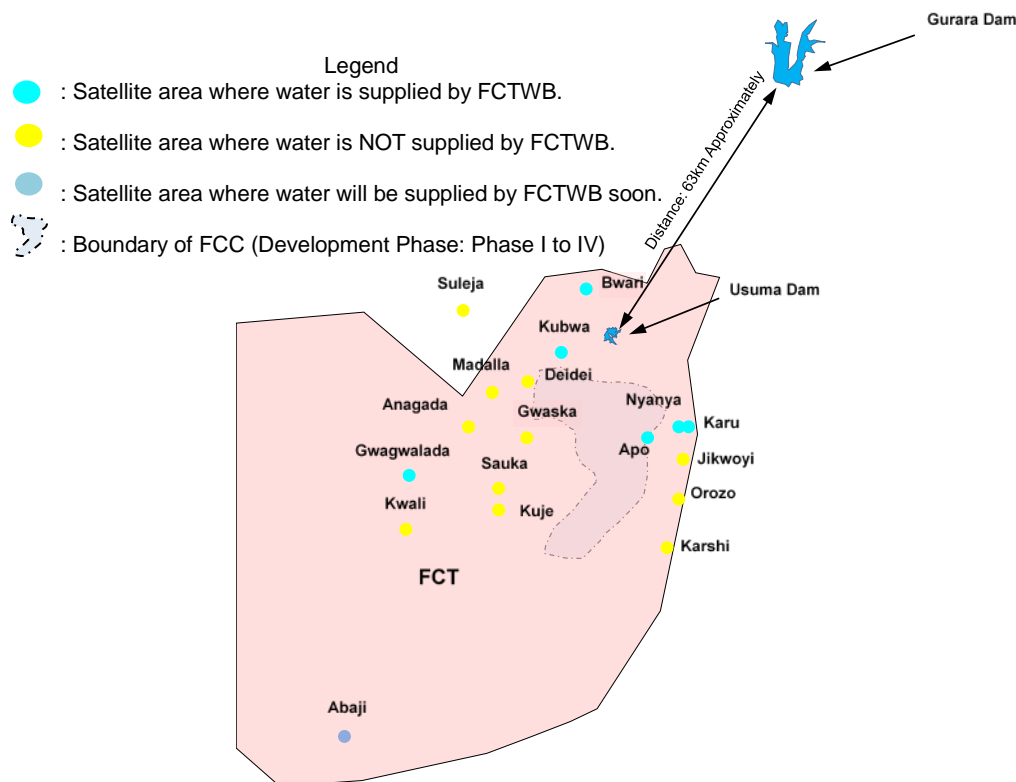 Gurara Dam
Legend
: Satellite area where water is supplied by FCTWB.
: Satellite area where water is NOT supplied by FCTWB.
: Satellite area where water will be supplied by FCTWB soon.
: Boundary of FCC (Development Phase: Phase I to IV)
Distance: 63km Approximately
Suleja
Bwari
Usuma Dam
Kubwa
Madalla
Deidei
Anagada
Gwaska
Nyanya
Karu
Gwagwalada
Apo
Jikwoyi
Sauka
Orozo
Kwali
Kuje
Karshi
FCT
Abaji